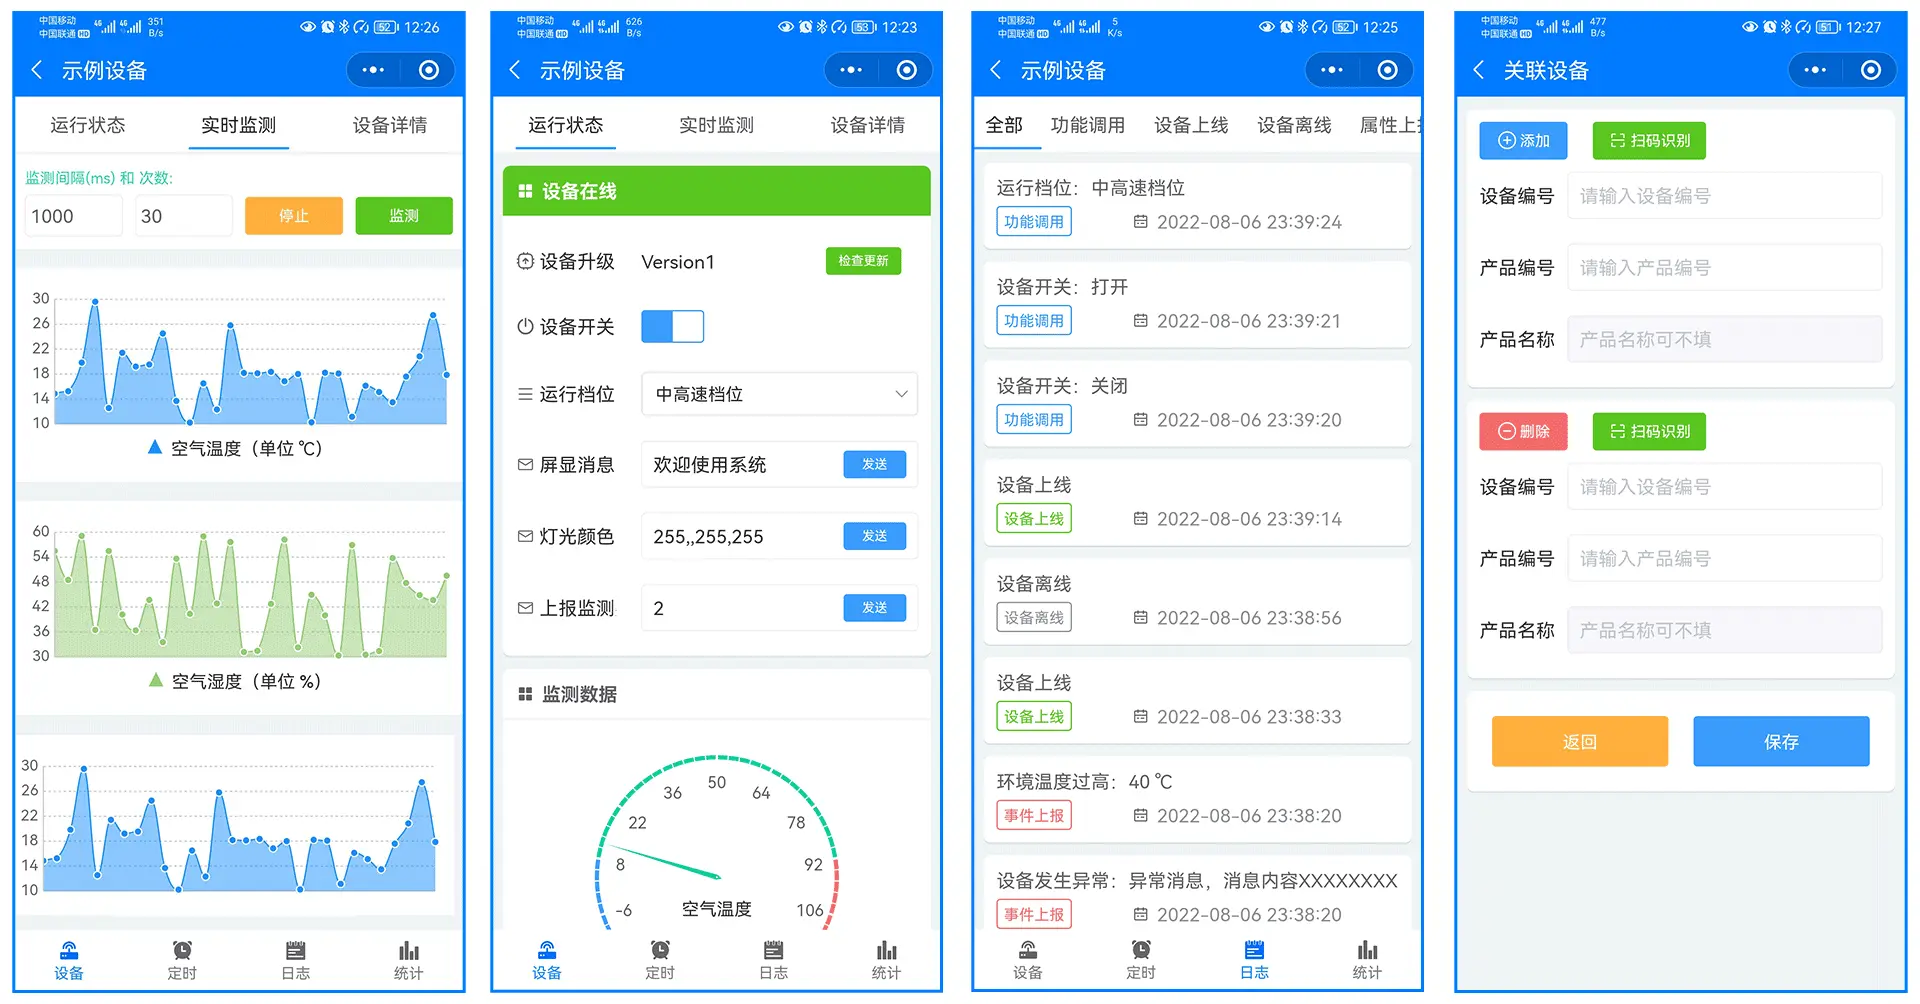 中国移动
中国联通 HD
4G 4G 351 B/s
52 12:26
示例设备
运行状态 实时监测 设备详情
监测间隔(ms) 和 次数:
1000 30 停止 监测
30
26
22
18
14
10
空气温度（单位 ℃）
60
54
48
42
36
30
空气湿度（单位 %）
30
26
22
18
14
10
设备 定时 日志 统计
中国移动
中国联通 HD
4G 4G 626 B/s
53 12:23
示例设备
运行状态 实时监测 设备详情
设备在线
设备升级 Version1 检查更新
设备开关
运行档位 中高速档位
屏显消息 欢迎使用系统 发送
灯光颜色 255,,255,255 发送
上报监测 2 发送
监测数据
50
36 64
22 78
8 92
-6 空气温度 106
设备 定时 日志 统计
中国移动
中国联通 HD
4G 4G 5 K/s
52 12:25
示例设备
全部 功能调用 设备上线 设备离线 属性上
运行档位：中高速档位
功能调用 2022-08-06 23:39:24
设备开关：打开
功能调用 2022-08-06 23:39:21
设备开关：关闭
功能调用 2022-08-06 23:39:20
设备上线
设备上线 2022-08-06 23:39:14
设备离线
设备离线 2022-08-06 23:38:56
设备上线
设备上线 2022-08-06 23:38:33
环境温度过高：40 ℃
事件上报 2022-08-06 23:38:20
设备发生异常：异常消息，消息内容XXXXXXXX
事件上报 2022-08-06 23:38:20
设备 定时 日志 统计
中国移动
中国联通 HD
4G 4G 477 B/s
51 12:27
关联设备
添加 扫码识别
设备编号 请输入设备编号
产品编号 请输入产品编号
产品名称 产品名称可不填
删除 扫码识别
设备编号 请输入设备编号
产品编号 请输入产品编号
产品名称 产品名称可不填
返回 保存